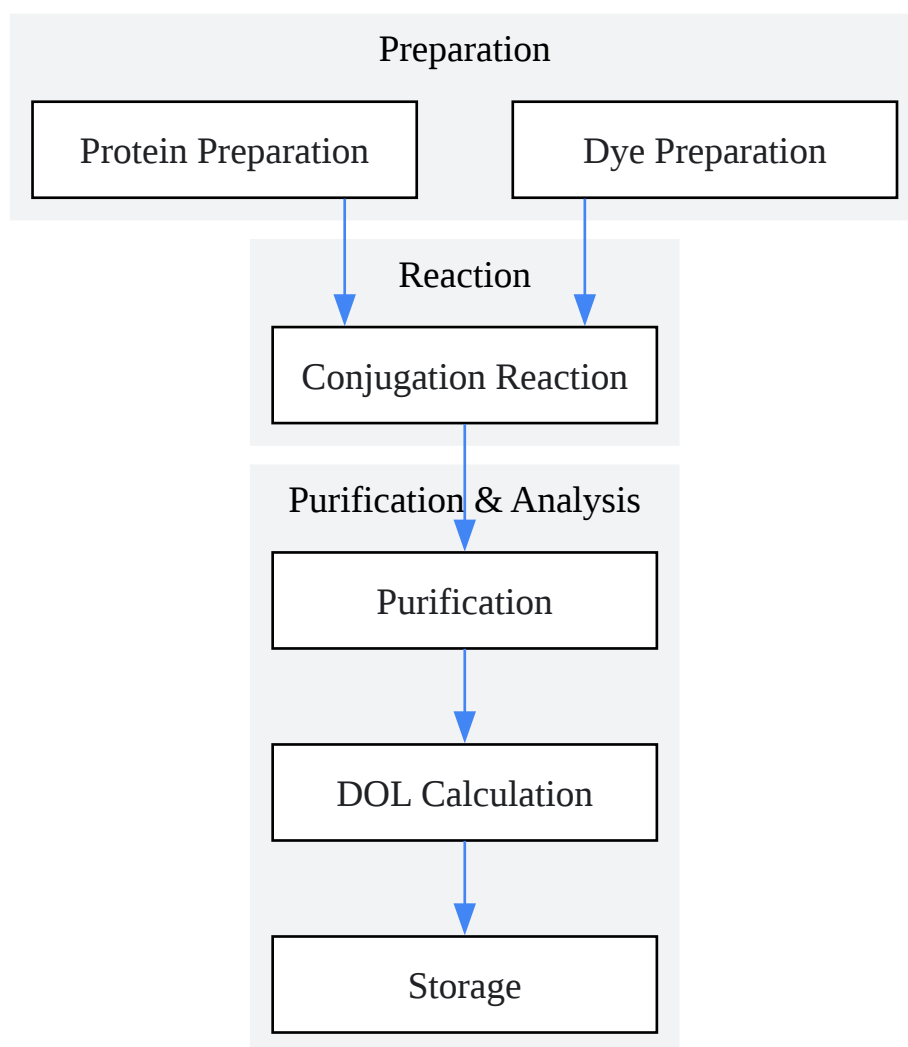 Preparation
Protein Preparation
Dye Preparation
Reaction
Conjugation Reaction
Purification & Analysis
Purification
DOL Calculation
Storage